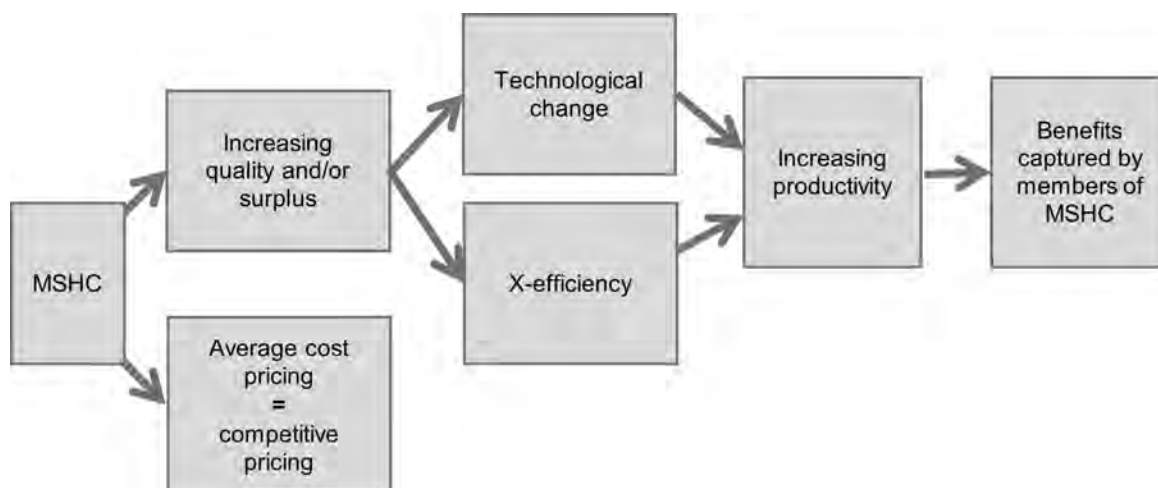 MSHC
Increasing
quality and/or
surplus
Average cost
pricing
=
competitive
pricing
Technological
change
X-efficiency
Increasing
productivity
Benefits
captured by
members of
MSHC